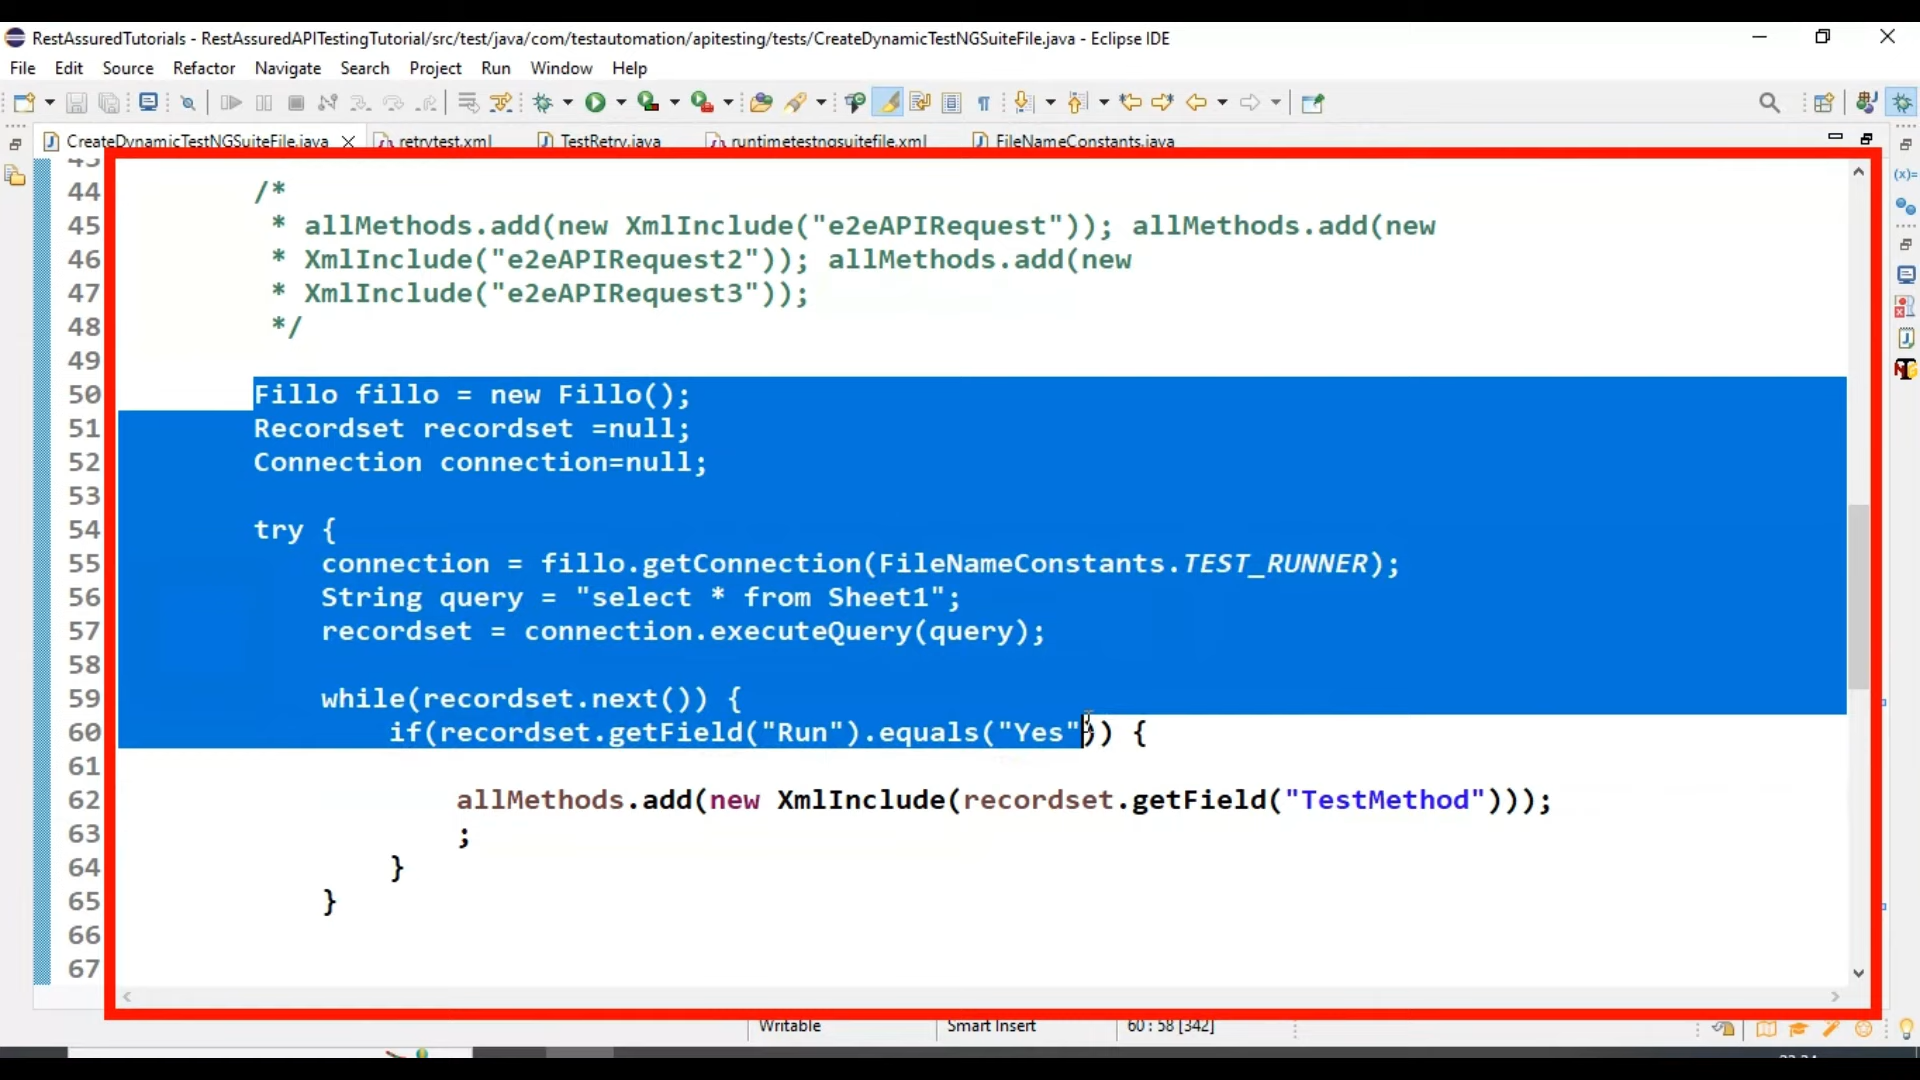 RestAssuredTutorials - RestAssuredAPITestingTutorial/src/test/java/com/testautomation/apitesting/tests/CreateDynamicTestNGSuiteFile.java - Eclipse IDE
File Edit Source Refactor Navigate Search Project Run Window Help
CreateDynamicTestNGSuiteFile.java retrytest.xml TestRetry.java runtimetestngsuitefile.xml FileNameConstants.java
43
44 /*
45 * allMethods.add(new XmlInclude("e2eAPIRequest")); allMethods.add(new
46 * XmlInclude("e2eAPIRequest2")); allMethods.add(new
47 * XmlInclude("e2eAPIRequest3"));
48 */
49
50 Fillo fillo = new Fillo();
51 Recordset recordset =null;
52 Connection connection=null;
53
54 try {
55 connection = fillo.getConnection(FileNameConstants.TEST_RUNNER);
56 String query = "select * from Sheet1";
57 recordset = connection.executeQuery(query);
58
59 while(recordset.next()) {
60 if(recordset.getField("Run").equals("Yes")) {
61
62 allMethods.add(new XmlInclude(recordset.getField("TestMethod")));
63 ;
64 }
65 }
66
67
Writable Smart Insert 60 : 58 [342]